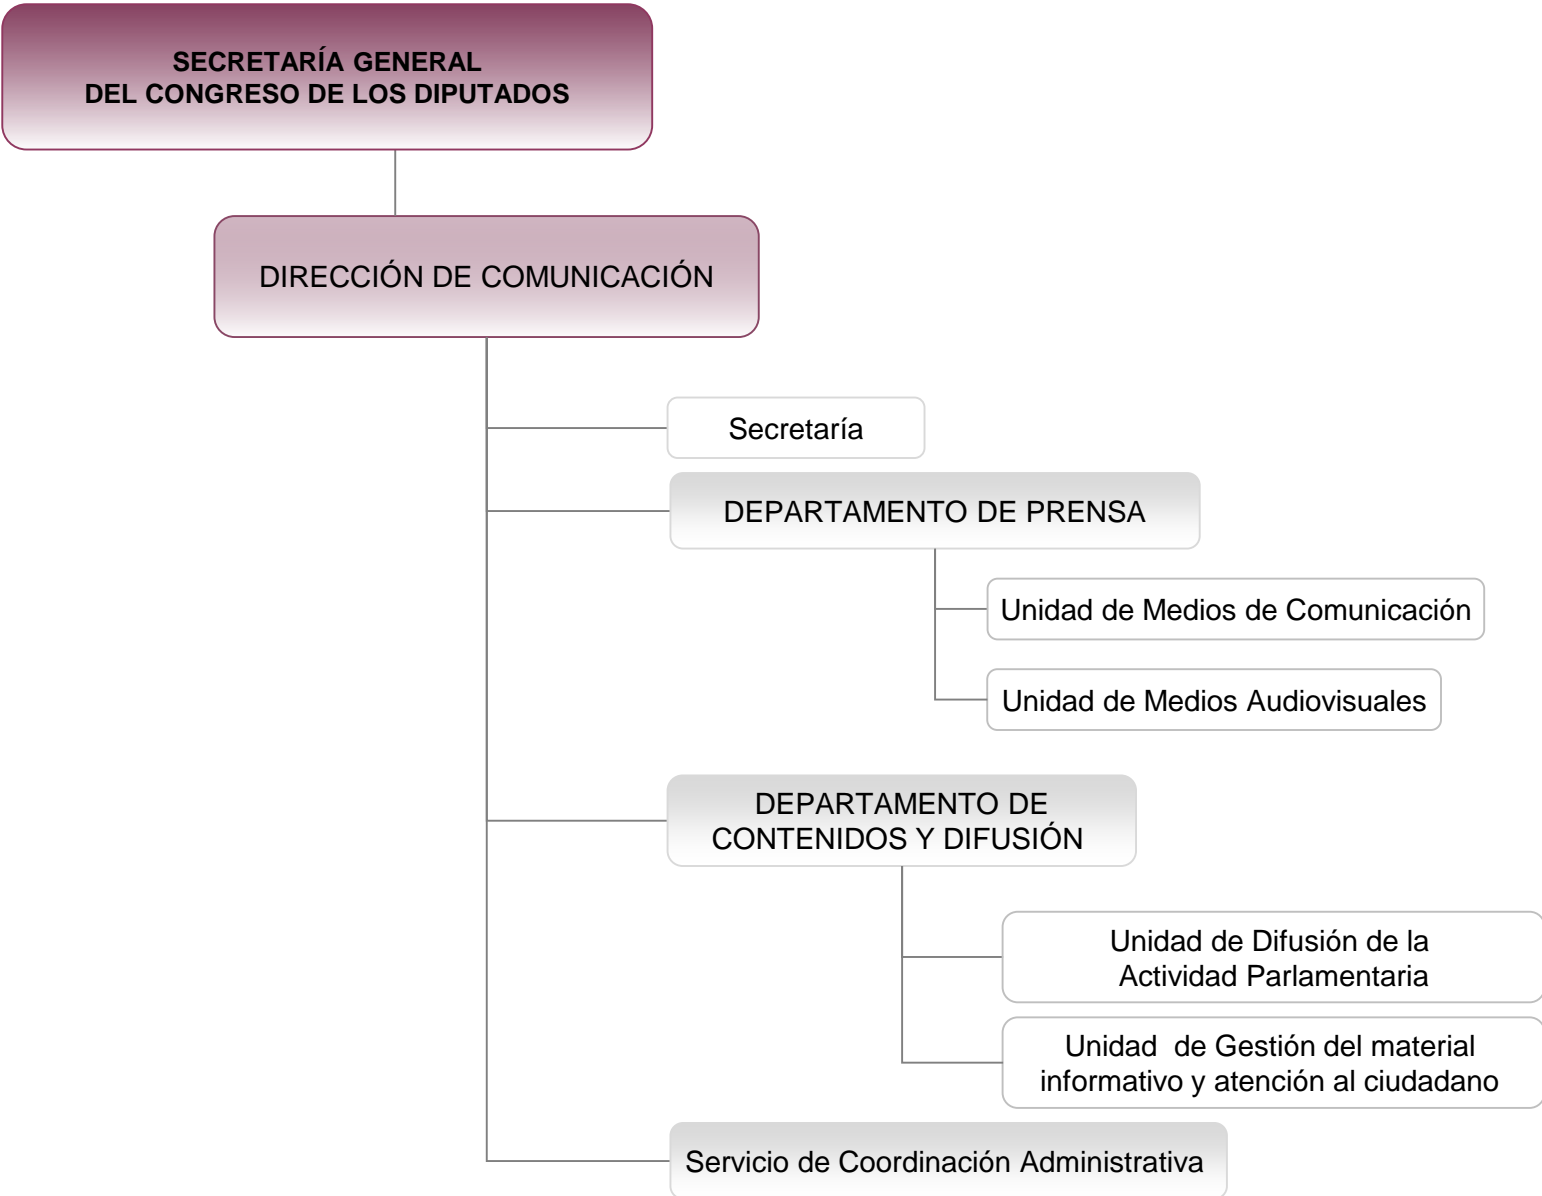 SECRETARÍA GENERAL
DEL CONGRESO DE LOS DIPUTADOS
DIRECCIÓN DE COMUNICACIÓN
Secretaría
DEPARTAMENTO DE PRENSA
Unidad de Medios de Comunicación
Unidad de Medios Audiovisuales
DEPARTAMENTO DE
CONTENIDOS Y DIFUSIÓN
Unidad de Difusión de la
Actividad Parlamentaria
Unidad  de Gestión del material
informativo y atención al ciudadano
Servicio de Coordinación Administrativa